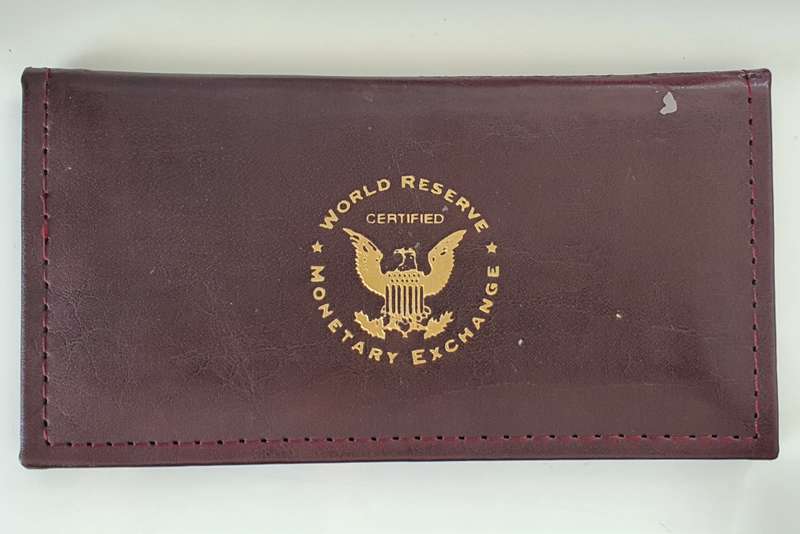 WORLD RESERVE
CERTIFIED
MONETARY EXCHANGE